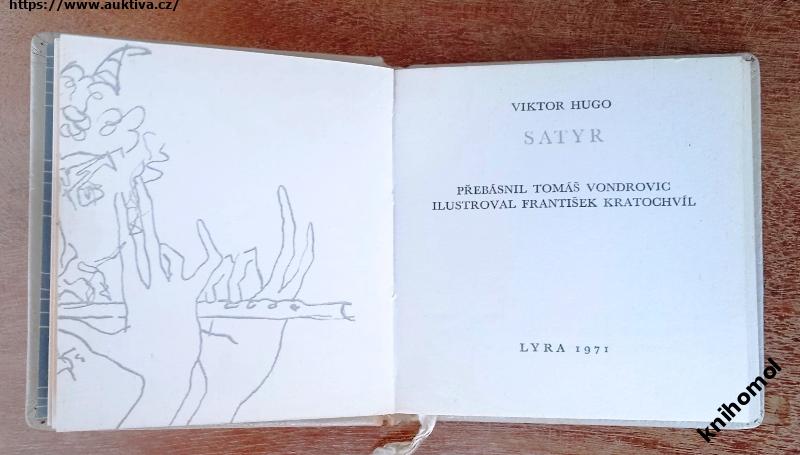 https://www.auktiva.cz/
VIKTOR HUGO
SATYR
PŘEBÁSNIL TOMÁŠ VONDROVIC
ILUSTROVAL FRANTIŠEK KRATOCHVÍL
LYRA 1971
knihomol